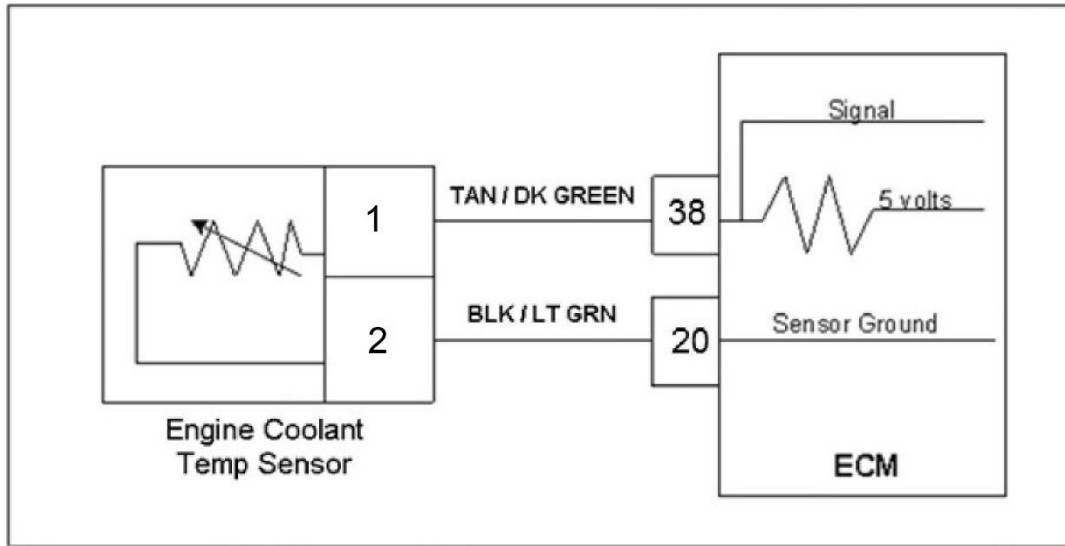 Signal
TAN / DK GREEN
1
38
5 volts
BLK / LT GRN
2
20
Sensor Ground
Engine Coolant
Temp Sensor
ECM